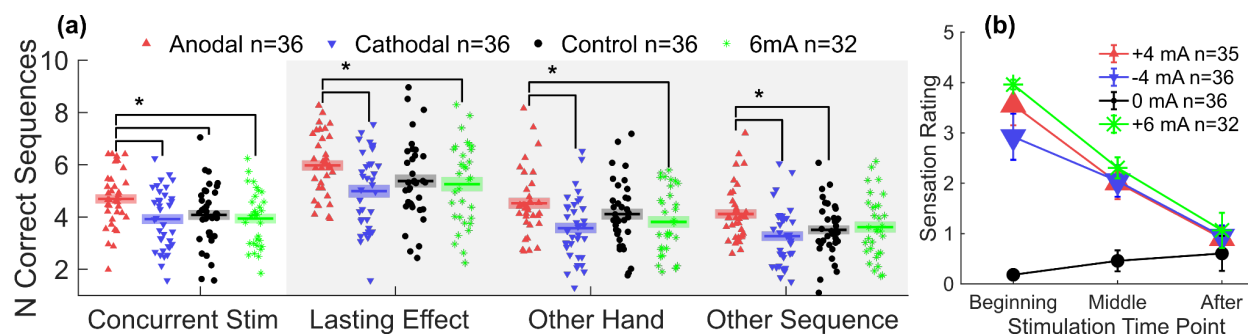 (a)
Anodal n=36
Cathodal n=36
Control n=36
6mA n=32
N Correct Sequences
10
8
6
4
2
*
*
*
*
Concurrent Stim
Lasting Effect
Other Hand
Other Sequence
(b)
+4 mA n=35
-4 mA n=36
0 mA n=36
+6 mA n=32
Sensation Rating
5
4
3
2
1
0
Beginning
Middle
After
Stimulation Time Point